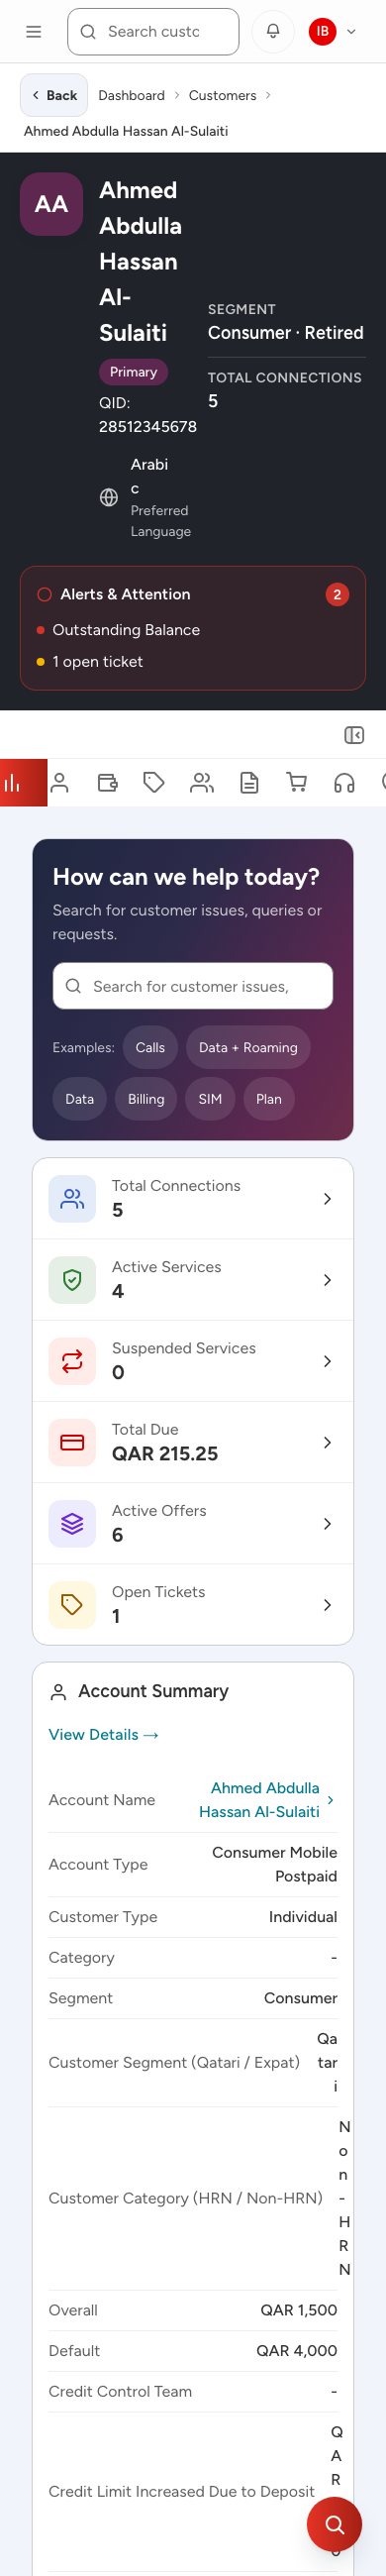 Search custo
IB
Back
Dashboard
Customers
Ahmed Abdulla Hassan Al-Sulaiti
AA
Ahmed
Abdulla
Hassan
Al-
Sulaiti
Primary
QID:
28512345678
Arabi
c
Preferred
Language
SEGMENT
Consumer · Retired
TOTAL CONNECTIONS
5
Alerts & Attention
2
Outstanding Balance
1 open ticket
How can we help today?
Search for customer issues, queries or
requests.
Search for customer issues,
Examples:
Calls
Data + Roaming
Data
Billing
SIM
Plan
Total Connections
5
Active Services
4
Suspended Services
0
Total Due
QAR 215.25
Active Offers
6
Open Tickets
1
Account Summary
View Details →
Account Name
Ahmed Abdulla
Hassan Al-Sulaiti
Account Type
Consumer Mobile
Postpaid
Customer Type
Individual
Category
-
Segment
Consumer
Customer Segment (Qatari / Expat)
Qa
tar
i
Customer Category (HRN / Non-HRN)
N
o
n
-
H
R
N
Overall
QAR 1,500
Default
QAR 4,000
Credit Control Team
-
Credit Limit Increased Due to Deposit
Q
A
R